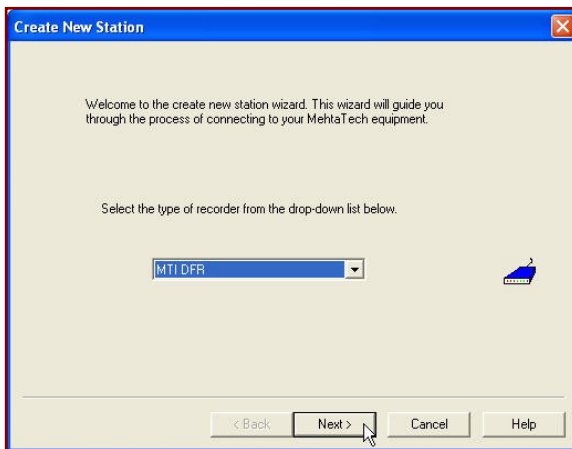 Create New Station
Welcome to the create new station wizard. This wizard will guide you
through the process of connecting to your MehtaTech equipment.
Select the type of recorder from the drop-down list below.
MTI DFR
< Back
Next >
Cancel
Help